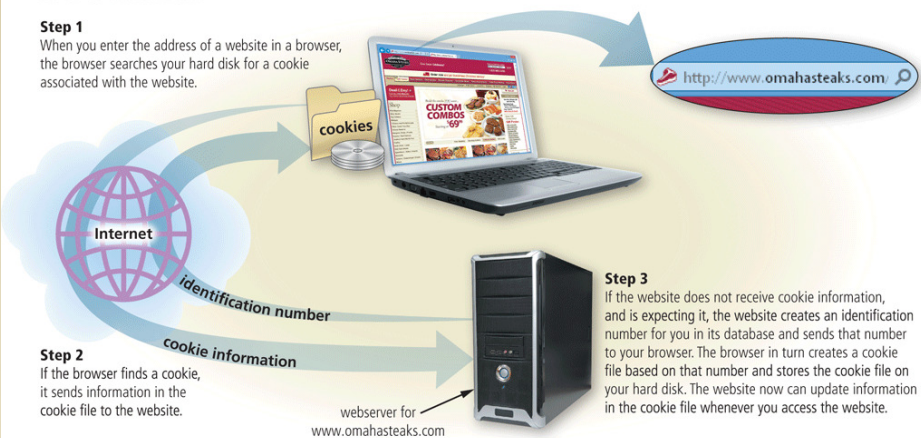 Step 1
When you enter the address of a website in a browser,
the browser searches your hard disk for a cookie
associated with the website.
http://www.omahasteaks.com/
cookies
CUSTOM
COMBOS
$69
Internet
identification number
cookie information
Step 2
If the browser finds a cookie,
it sends information in the
cookie file to the website.
webserver for
www.omahasteaks.com
Step 3
If the website does not receive cookie information,
and is expecting it, the website creates an identification
number for you in its database and sends that number
to your browser. The browser in turn creates a cookie
file based on that number and stores the cookie file on
your hard disk. The website now can update information
in the cookie file whenever you access the website.